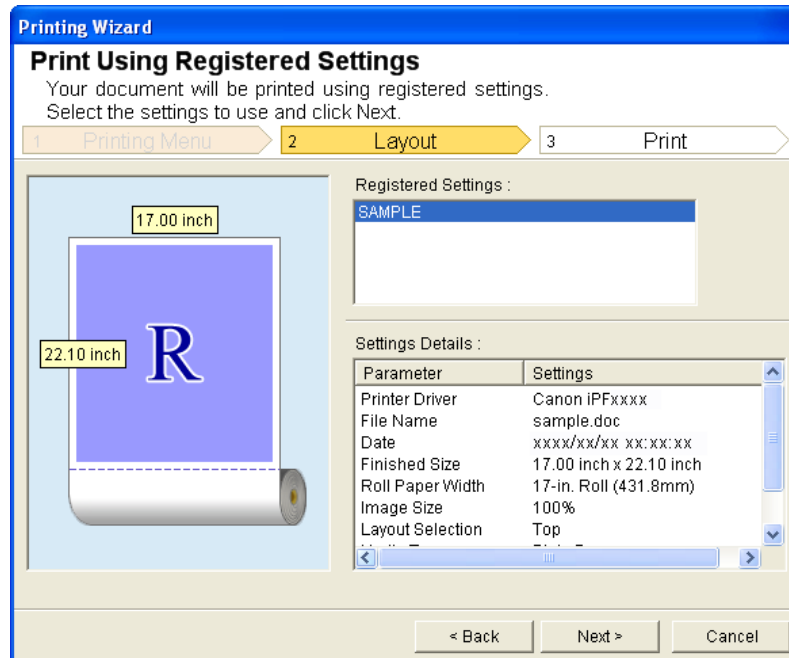 Printing Wizard
Print Using Registered Settings
Your document will be printed using registered settings.
Select the settings to use and click Next.
1 Printing Menu 2 Layout 3 Print
17.00 inch
22.10 inch
R
Registered Settings :
SAMPLE
Settings Details :
Parameter Settings
Printer Driver Canon iPFxxxx
File Name sample.doc
Date xxxx/xx/xx xx:xx:xx
Finished Size 17.00 inch x 22.10 inch
Roll Paper Width 17-in. Roll (431.8mm)
Image Size 100%
Layout Selection Top
< Back Next > Cancel